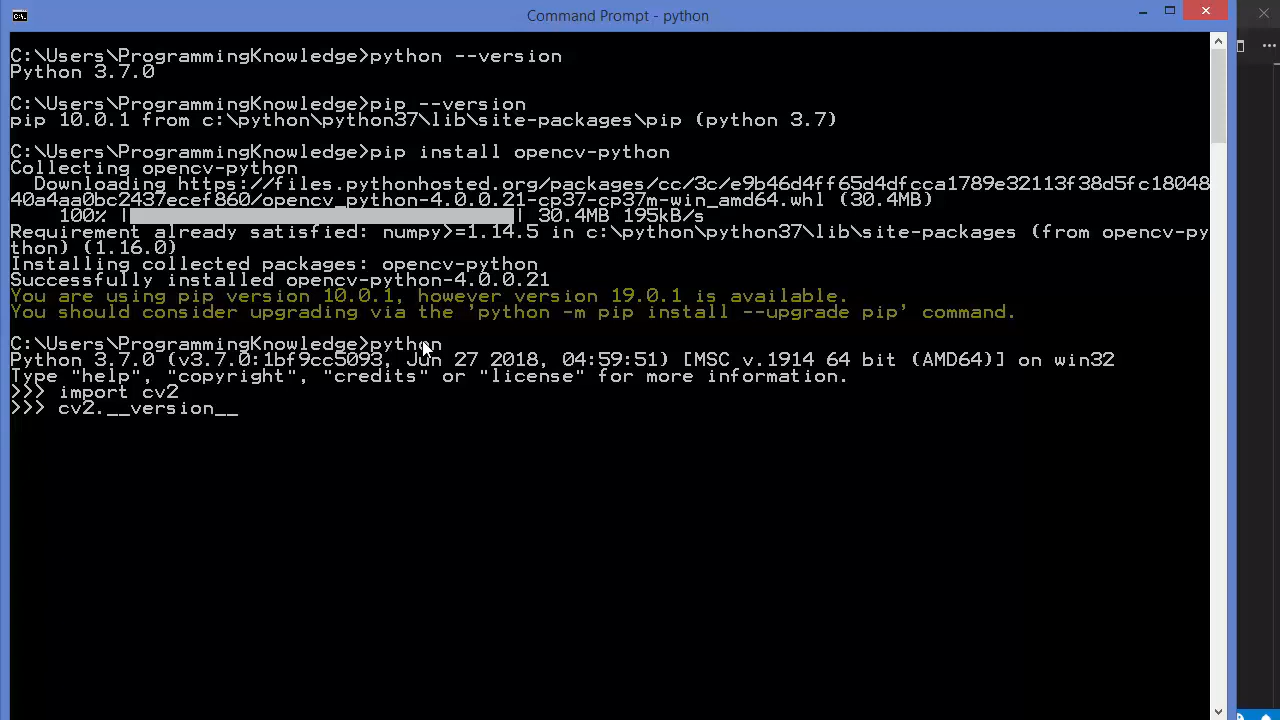 Command Prompt - python
C:\Users\ProgrammingKnowledge>python --version
Python 3.7.0
C:\Users\ProgrammingKnowledge>pip --version
pip 10.0.1 from c:\python\python37\lib\site-packages\pip (python 3.7)
C:\Users\ProgrammingKnowledge>pip install opencv-python
Collecting opencv-python
  Downloading https://files.pythonhosted.org/packages/cc/3c/e9b46d4ff65d4dfcca1789e32113f38d5fc18048
40a4aa0bc2437ecef860/opencv_python-4.0.0.21-cp37-cp37m-win_amd64.whl (30.4MB)
    100% |                                | 30.4MB 195kB/s
Requirement already satisfied: numpy>=1.14.5 in c:\python\python37\lib\site-packages (from opencv-py
thon) (1.16.0)
Installing collected packages: opencv-python
Successfully installed opencv-python-4.0.0.21
You are using pip version 10.0.1, however version 19.0.1 is available.
You should consider upgrading via the 'python -m pip install --upgrade pip' command.
C:\Users\ProgrammingKnowledge>python
Python 3.7.0 (v3.7.0:1bf9cc5093, Jun 27 2018, 04:59:51) [MSC v.1914 64 bit (AMD64)] on win32
Type "help", "copyright", "credits" or "license" for more information.
>>> import cv2
>>> cv2.__version__